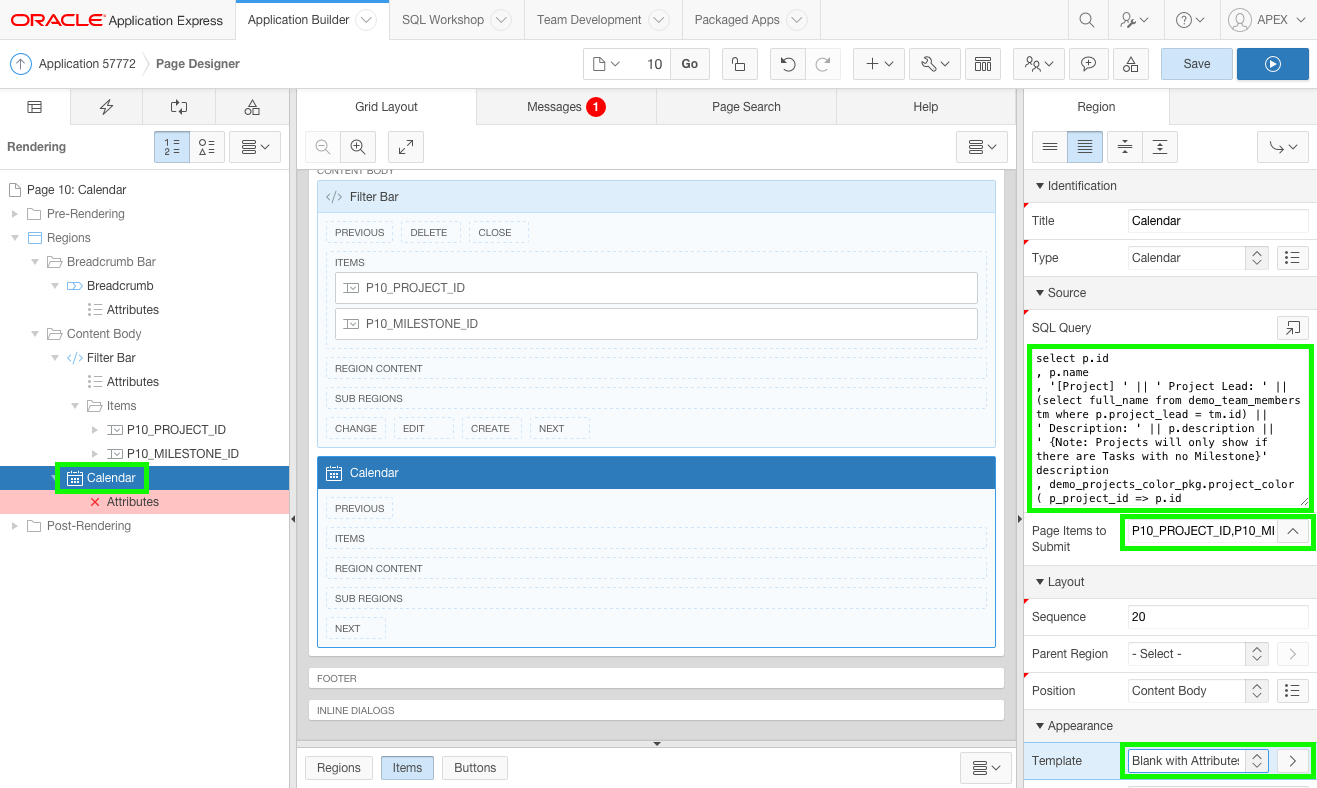 ORACLE Application Express
Application Builder
SQL Workshop
Team Development
Packaged Apps
APEX
Application 57772
Page Designer
10
Go
Save
Rendering
Page 10: Calendar
Pre-Rendering
Regions
Breadcrumb Bar
Breadcrumb
Attributes
Content Body
Filter Bar
Attributes
Items
P10_PROJECT_ID
P10_MILESTONE_ID
Calendar
Attributes
Post-Rendering
Grid Layout
Messages 1
Page Search
Help
CONTENT BODY
Filter Bar
PREVIOUS
DELETE
CLOSE
ITEMS
P10_PROJECT_ID
P10_MILESTONE_ID
REGION CONTENT
SUB REGIONS
CHANGE
EDIT
CREATE
NEXT
Calendar
PREVIOUS
ITEMS
REGION CONTENT
SUB REGIONS
NEXT
FOOTER
INLINE DIALOGS
Regions
Items
Buttons
Region
Identification
Title
Calendar
Type
Calendar
Source
SQL Query
select p.id
, p.name
, '[Project] ' || ' Project Lead: ' ||
(select full_name from demo_team_members
tm where p.project_lead = tm.id) ||
' Description: ' || p.description ||
' {Note: Projects will only show if
there are Tasks with no Milestone}'
description
, demo_projects_color_pkg.project_color
( p_project_id => p.id
Page Items to
Submit
P10_PROJECT_ID,P10_MI
Layout
Sequence
20
Parent Region
- Select -
Position
Content Body
Appearance
Template
Blank with Attributes